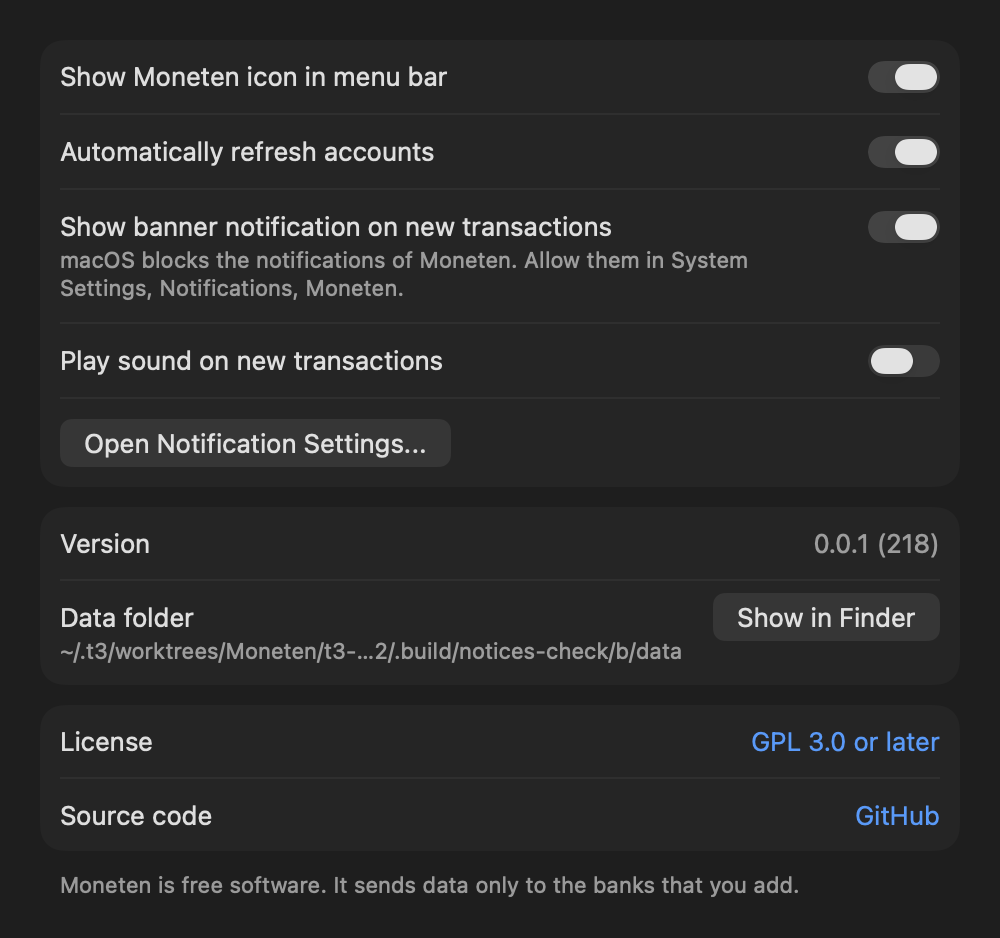 Show Moneten icon in menu bar
Automatically refresh accounts
Show banner notification on new transactions
macOS blocks the notifications of Moneten. Allow them in System
Settings, Notifications, Moneten.
Play sound on new transactions
Open Notification Settings...
Version
0.0.1 (218)
Data folder
Show in Finder
~/.t3/worktrees/Moneten/t3-...2/.build/notices-check/b/data
License
GPL 3.0 or later
Source code
GitHub
Moneten is free software. It sends data only to the banks that you add.